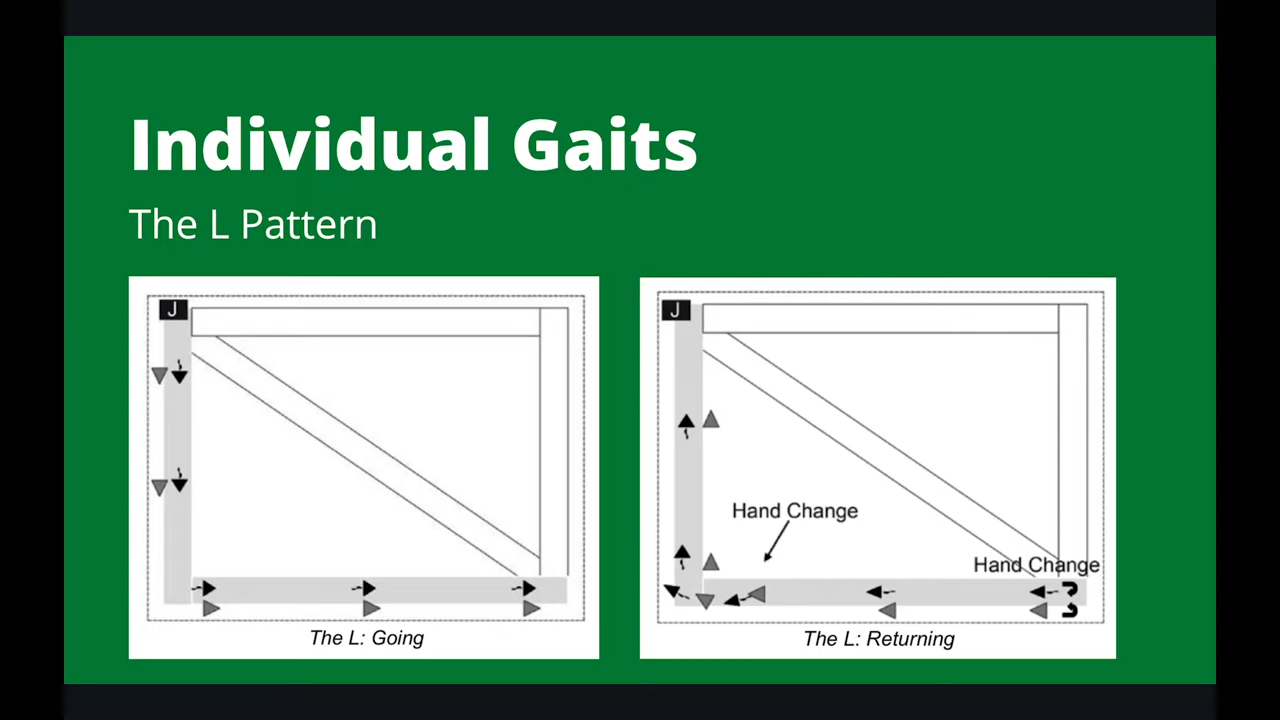 Individual Gaits
The L Pattern
J
The L: Going
J
Hand Change
Hand Change
The L: Returning